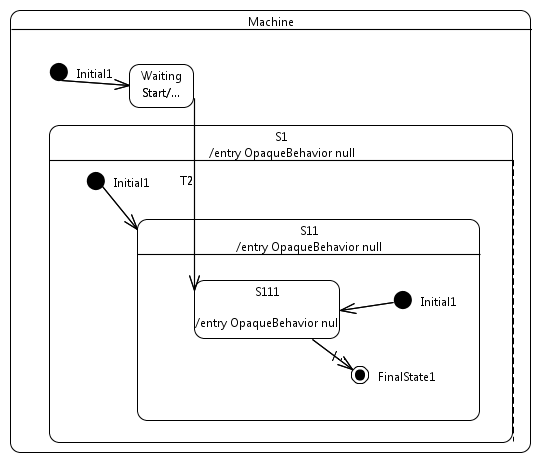 Machine
Initial1
Waiting
Start/...
S1
/entry OpaqueBehavior null
Initial1
T2
S11
/entry OpaqueBehavior null
S111
/entry OpaqueBehavior nul
Initial1
/..
FinalState1